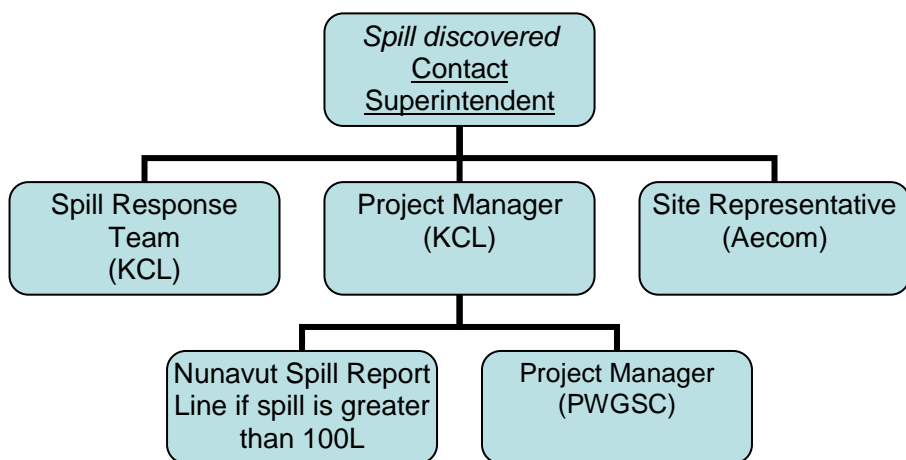 Spill discovered
Contact
Superintendent
Spill Response
Team
(KCL)
Project Manager
(KCL)
Site Representative
(Aecom)
Nunavut Spill Report
Line if spill is greater
than 100L
Project Manager
(PWGSC)